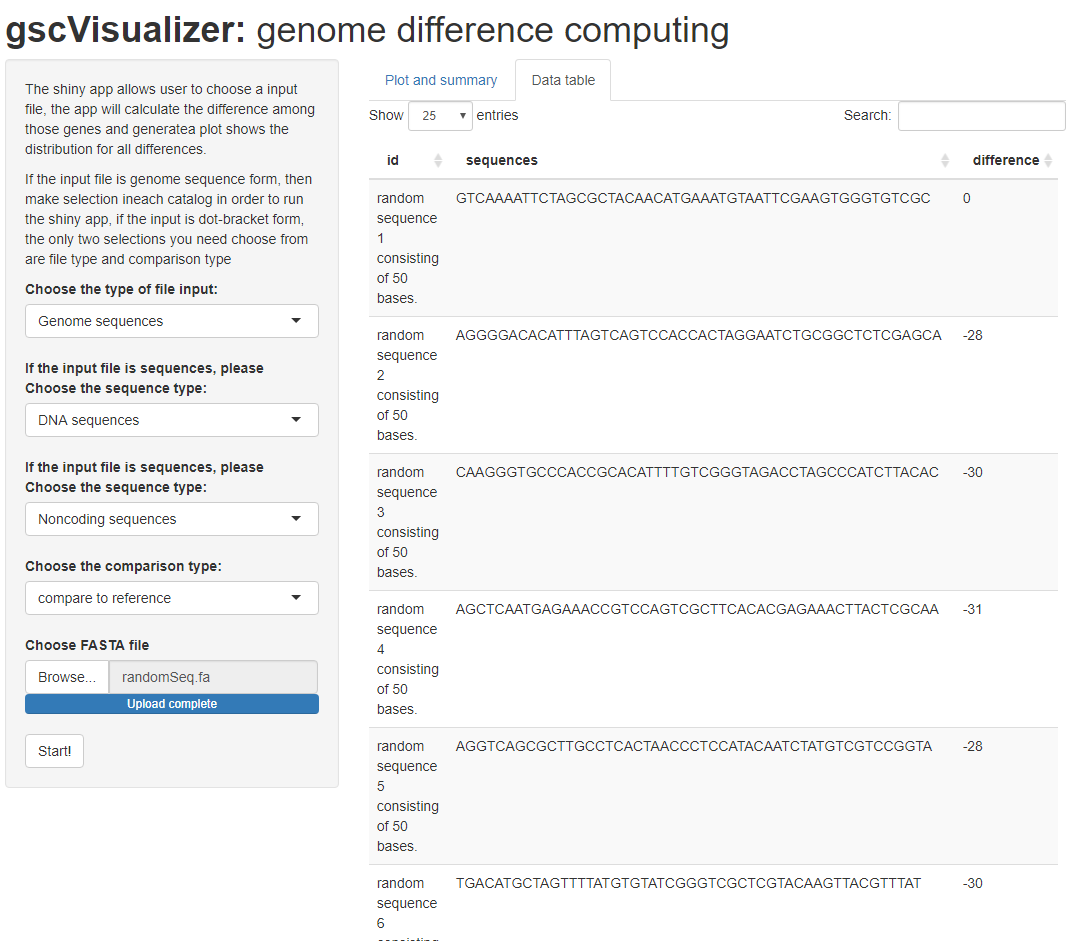 gscVisualizer: genome difference computing
The shiny app allows user to choose a input
file, the app will calculate the difference among
those genes and generatea plot shows the
distribution for all differences.
If the input file is genome sequence form, then
make selection ineach catalog in order to run
the shiny app, if the input is dot-bracket form,
the only two selections you need choose from
are file type and comparison type
Choose the type of file input:
Genome sequences
If the input file is sequences, please
Choose the sequence type:
DNA sequences
If the input file is sequences, please
Choose the sequence type:
Noncoding sequences
Choose the comparison type:
compare to reference
Choose FASTA file
Browse... randomSeq.fa
Upload complete
Start!
Plot and summary Data table
Show 25 entries Search:
id sequences difference
random GTCAAAATTCTAGCGCTACAACATGAAATGTAATTCGAAGTGGGTGTCGC 0
sequence
1
consisting
of 50
bases.
random AGGGGACACATTTAGTCAGTCCACCACTAGGAATCTGCGGCTCTCGAGCA -28
sequence
2
consisting
of 50
bases.
random CAAGGGTGCCCACCGCACATTTTGTCGGGTAGACCTAGCCCATCTTACAC -30
sequence
3
consisting
of 50
bases.
random AGCTCAATGAGAAACCGTCCAGTCGCTTCACACGAGAAACTTACTCGCAA -31
sequence
4
consisting
of 50
bases.
random AGGTCAGCGCTTGCCTCACTAACCCTCCATACAATCTATGTCGTCCGGTA -28
sequence
5
consisting
of 50
bases.
random TGACATGCTAGTTTTATGTGTATCGGGTCGCTCGTACAAGTTACGTTTAT -30
sequence
6